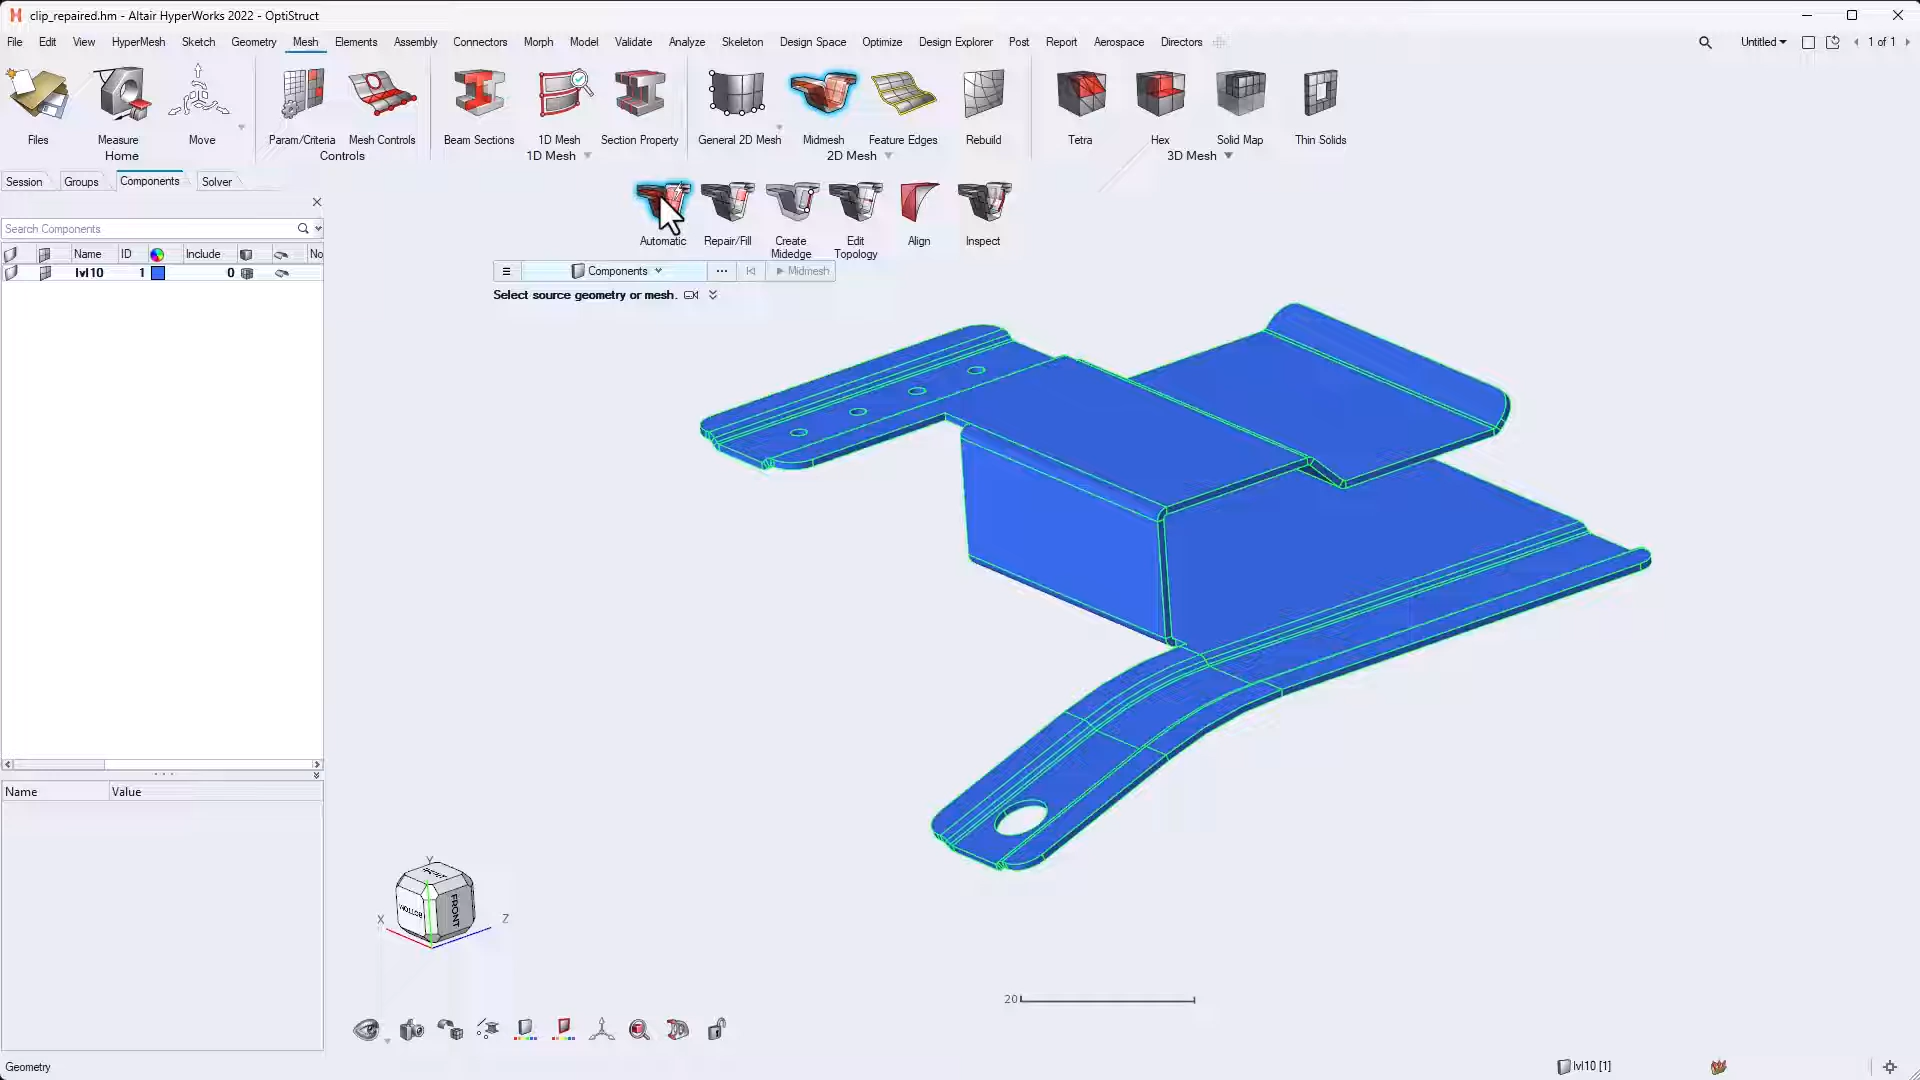 clip_repaired.hm - Altair HyperWorks 2022 - OptiStruct
File Edit View HyperMesh Sketch Geometry Mesh Elements Assembly Connectors Morph Model Validate Analyze Skeleton Design Space Optimize Design Explorer Post Report Aerospace Directors Untitled 1 of 1
Files Measure Move Param/Criteria Mesh Controls Beam Sections 1D Mesh Section Property General 2D Mesh Midmesh Feature Edges Rebuild Tetra Hex Solid Map Thin Solids
Home Controls 1D Mesh 2D Mesh 3D Mesh
Session Groups Components Solver
Automatic Repair/Fill Create Midedge Edit Topology Align Inspect
Search Components
Name ID Include No
lvl10 1 0
Components ... Midmesh
Select source geometry or mesh.
Name Value
Y
X
Z
FRONT
BOTTOM
20
Geometry
lvl10 [1]